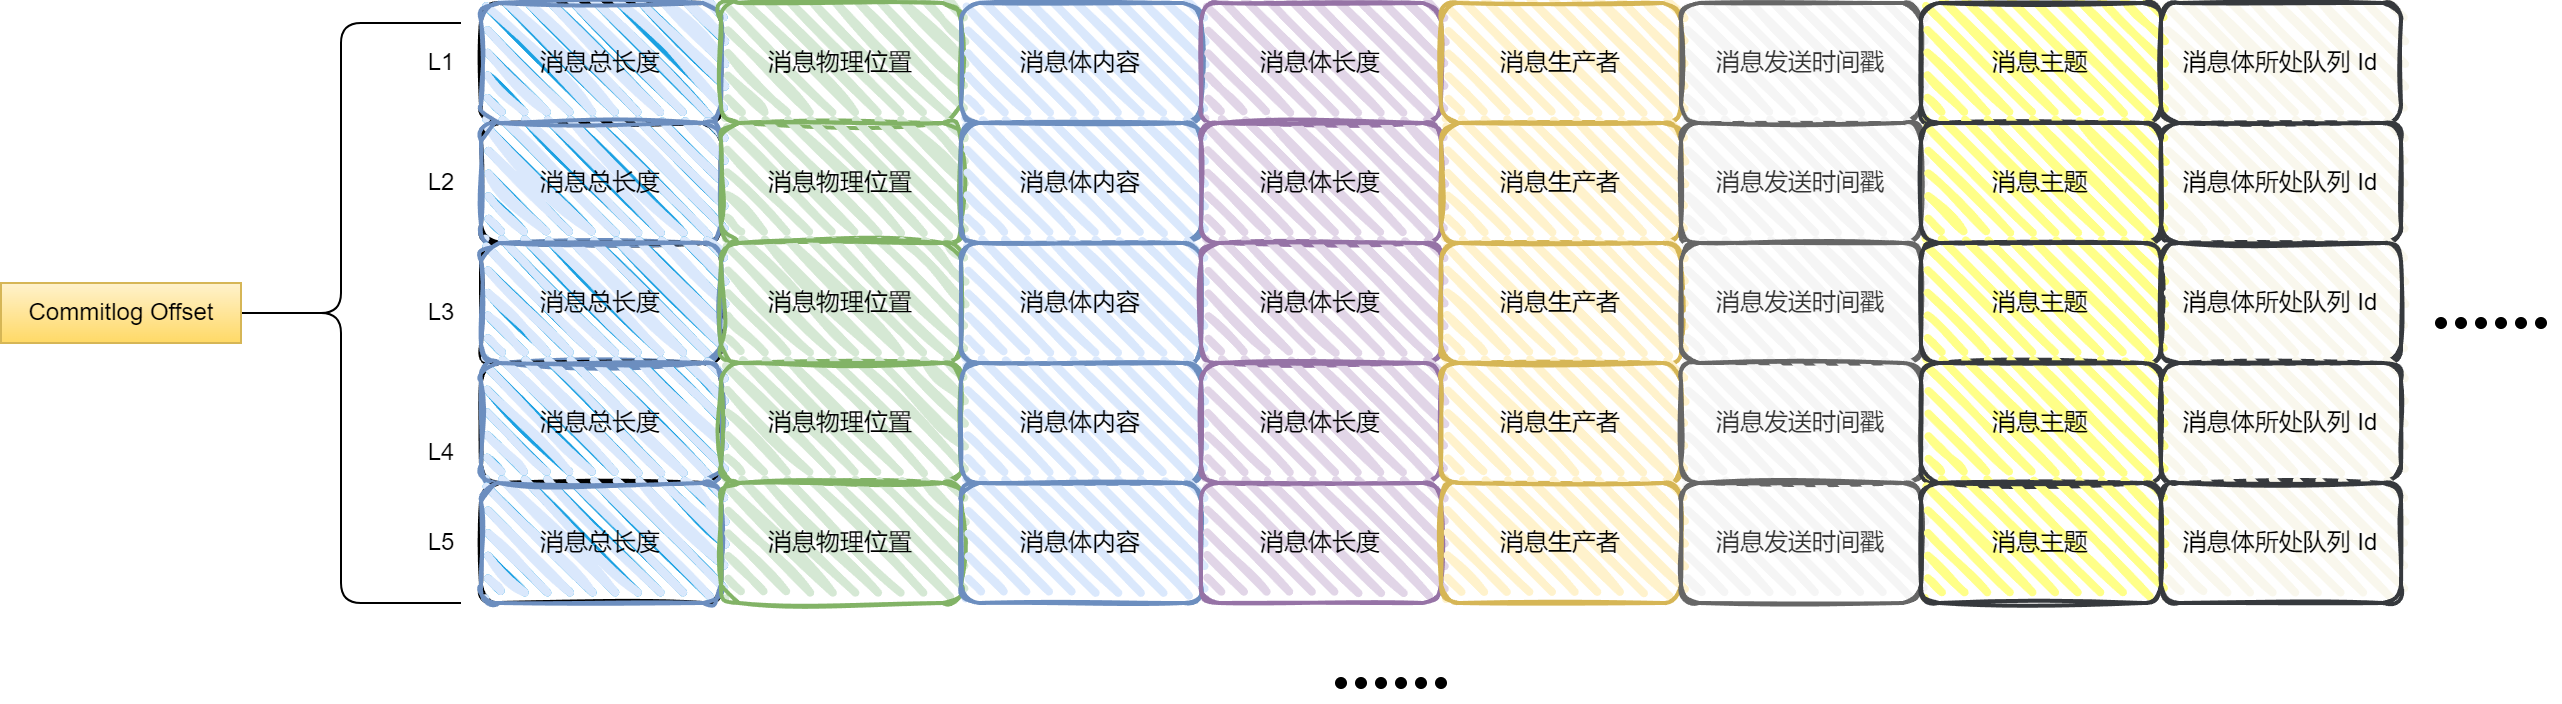 L1 消息总长度 消息物理位置 消息体内容 消息体长度 消息生产者 消息发送时间戳 消息主题 消息体所处队列 Id
L2 消息总长度 消息物理位置 消息体内容 消息体长度 消息生产者 消息发送时间戳 消息主题 消息体所处队列 Id
Commitlog Offset
L3 消息总长度 消息物理位置 消息体内容 消息体长度 消息生产者 消息发送时间戳 消息主题 消息体所处队列 Id
L4 消息总长度 消息物理位置 消息体内容 消息体长度 消息生产者 消息发送时间戳 消息主题 消息体所处队列 Id
L5 消息总长度 消息物理位置 消息体内容 消息体长度 消息生产者 消息发送时间戳 消息主题 消息体所处队列 Id